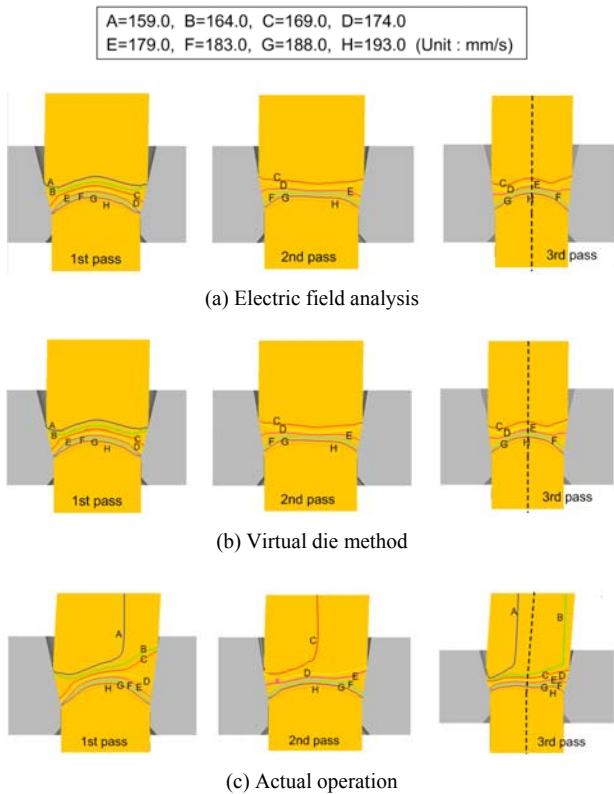 A=159.0, B=164.0, C=169.0, D=174.0
E=179.0, F=183.0, G=188.0, H=193.0 (Unit : mm/s)
A
B E F G H C D
1st pass
C
D
F G H E
2nd pass
C D E
G H F
3rd pass
(a) Electric field analysis
A
B E F G H C D
1st pass
C
D
F G H E
2nd pass
C D E
G H F
3rd pass
(b) Virtual die method
A
B
C
H G F E D
1st pass
C
D E
H G F
2nd pass
A B
C D
E
G F
H
3rd pass
(c) Actual operation